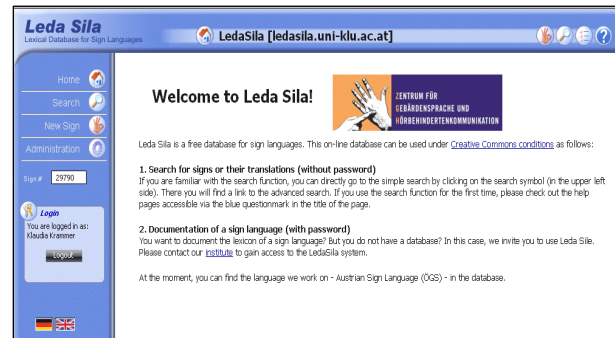 Leda Sila
Lexical Database for Sign Languages
LedaSila [ledasila.uni-klu.ac.at]
Home
Search
New Sign
Administration
Sign # 29790
Login
You are logged in as:
Klaudia Krammer
Logout
Welcome to Leda Sila!
ZENTRUM FÜR
GEBÄRDENSPRACHE UND
HÖRBEHINDERTENKOMMUNIKATION
Leda Sila is a free database for sign languages. This on-line database can be used under Creative Commons conditions as follows:
1. Search for signs or their translations (without password)
If you are familiar with the search function, you can directly go to the simple search by clicking on the search symbol (in the upper left
side). There you will find a link to the advanced search. If you use the search function for the first time, please check out the help
pages accessible via the blue questionmark in the title of the page.
2. Documentation of a sign language (with password)
You want to document the lexicon of a sign language? But you do not have a database? In this case, we invite you to use Leda Sile.
Please contact our institute to gain access to the LedaSila system.
At the moment, you can find the language we work on - Austrian Sign Language (ÖGS) - in the database.